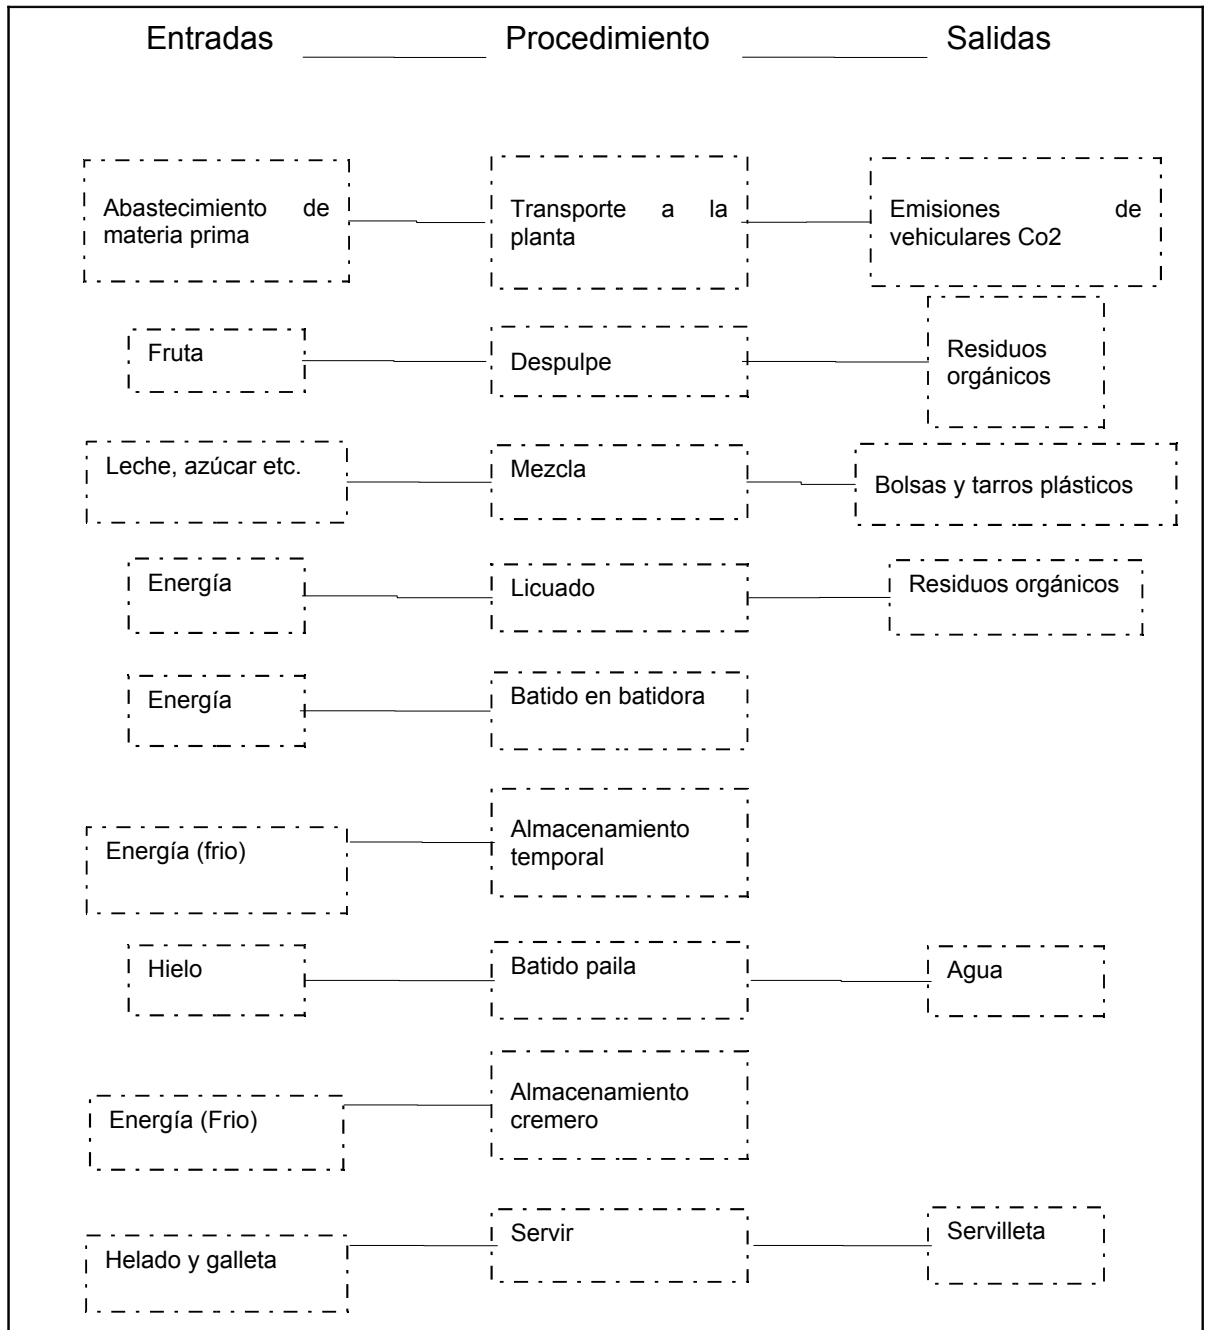 Entradas Procedimiento Salidas
Abastecimiento de
materia prima
Transporte a la
planta
Emisiones de
vehiculares Co2
Fruta
Despulpe
Residuos
orgánicos
Leche, azúcar etc.
Mezcla
Bolsas y tarros plásticos
Energía
Licuado
Residuos orgánicos
Energía
Batido en batidora
Energía (frio)
Almacenamiento
temporal
Hielo
Batido paila
Agua
Energía (Frio)
Almacenamiento
cremero
Helado y galleta
Servir
Servilleta